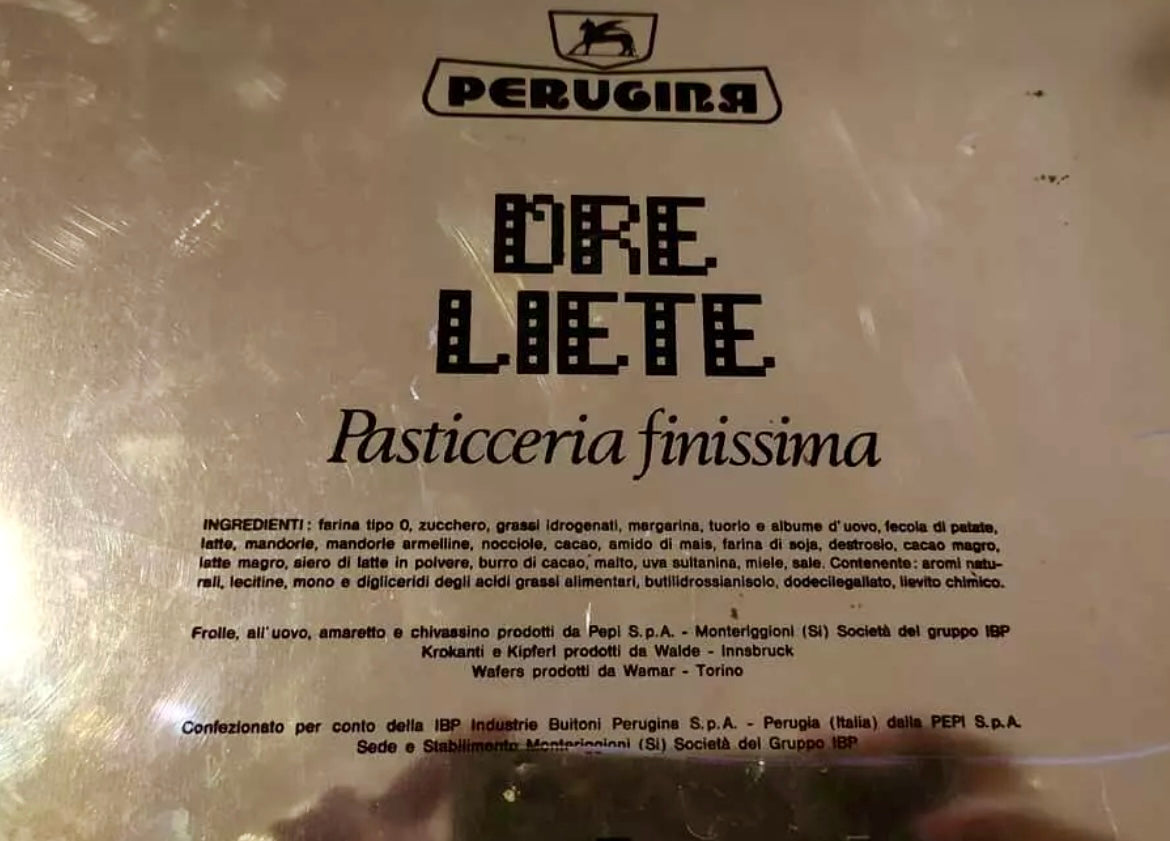 PERUGINA
ORE
LIETE
Pasticceria finissima
INGREDIENTI: farina tipo 0, zucchero, grassi idrogenati, margarina, tuorlo e albume d'uovo, fecola di patate,
latte, mandorle, mandorle armelline, nocciole, cacao, amido di mais, farina di soja, destrosio, cacao magro,
latte magro, siero di latte in polvere, burro di cacao, malto, uva sultanina, miele, sale. Contenente: aromi natu-
rali, lecitine, mono e digliceridi degli acidi grassi alimentari, butilidrossianisolo, dodecilegallato, lievito chimico.
Frolle, all'uovo, amaretto e chivassino prodotti da Pepi S.p.A. - Monteriggioni (Si) Società del gruppo IBP
Krokanti e Kipferl prodotti da Walde - Innsbruck
Wafers prodotti da Wamar - Torino
Confezionato per conto della IBP Industrie Buitoni Perugina S.p.A. - Perugia (Italia) dalla PEPI S.p.A.
Sede e Stabilimento Monteriggioni (Si) Società del Gruppo IBP